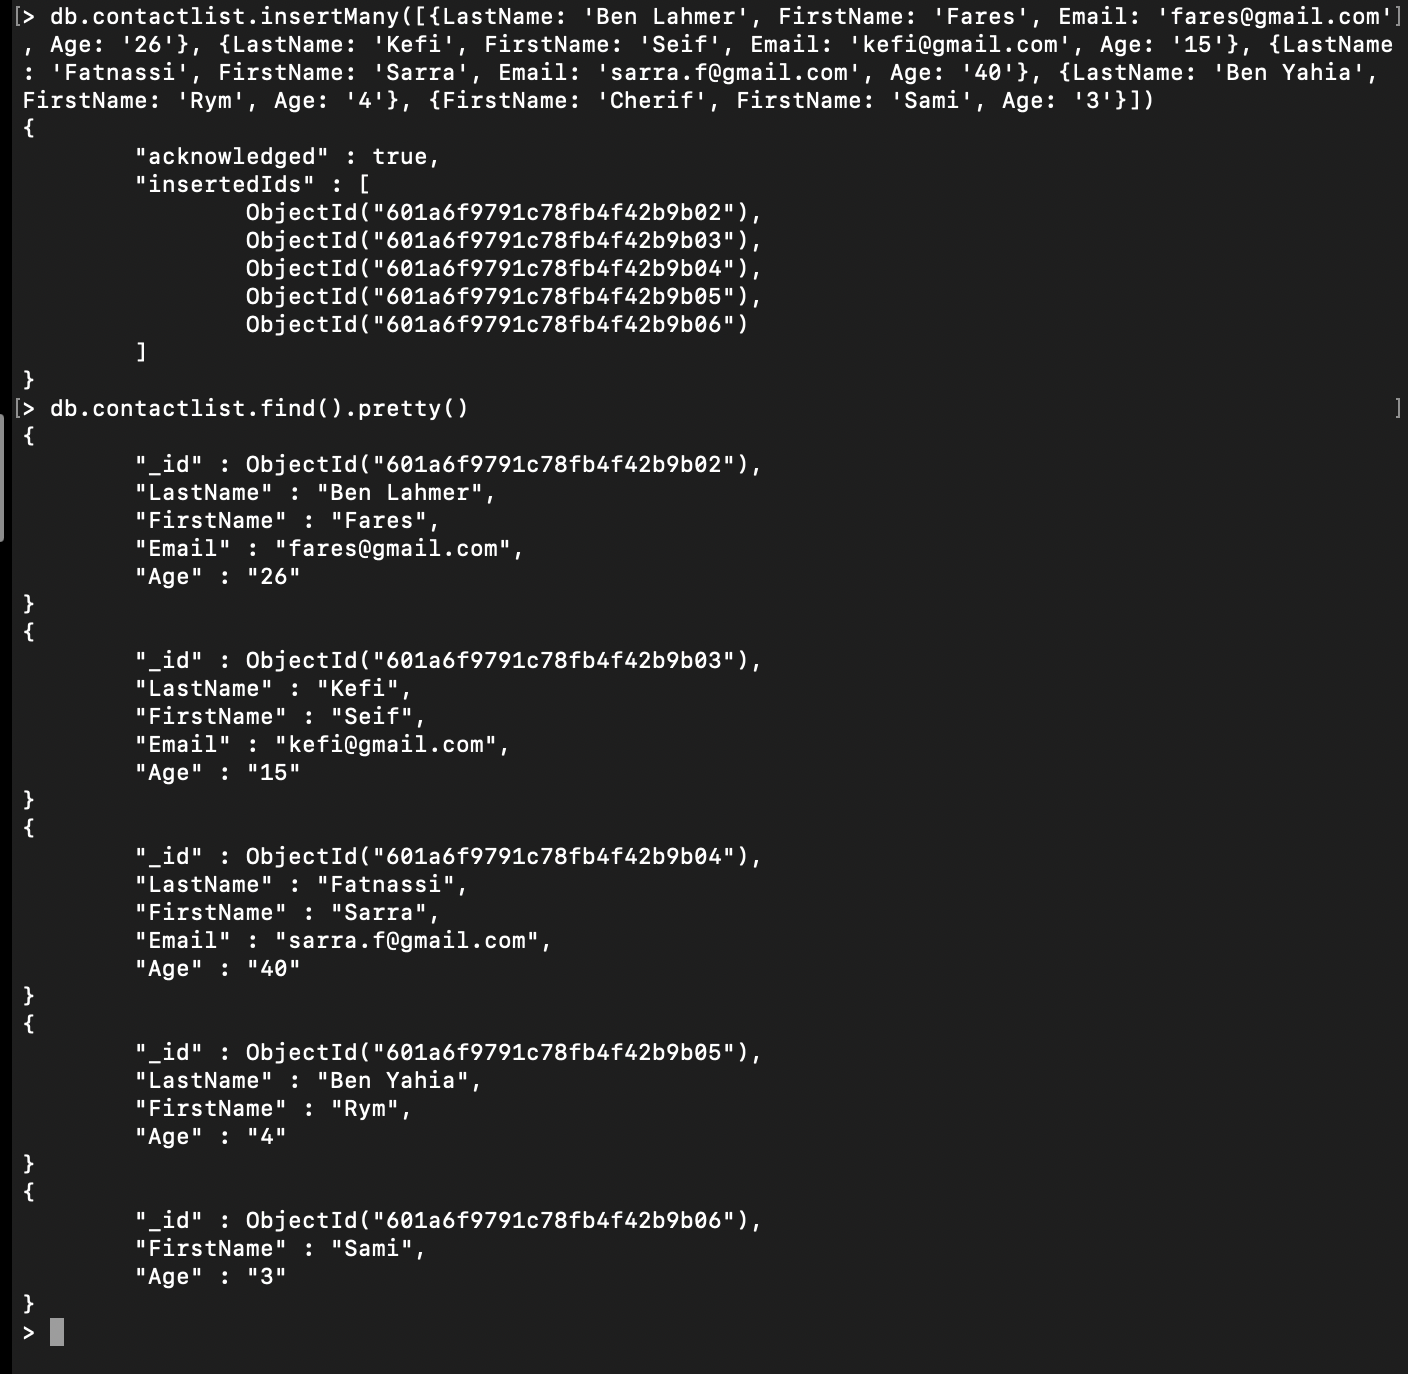 [> db.contactlist.insertMany([{LastName: 'Ben Lahmer', FirstName: 'Fares', Email: 'fares@gmail.com']
, Age: '26'}, {LastName: 'Kefi', FirstName: 'Seif', Email: 'kefi@gmail.com', Age: '15'}, {LastName
: 'Fatnassi', FirstName: 'Sarra', Email: 'sarra.f@gmail.com', Age: '40'}, {LastName: 'Ben Yahia',
FirstName: 'Rym', Age: '4'}, {FirstName: 'Cherif', FirstName: 'Sami', Age: '3'}])
{
        "acknowledged" : true,
        "insertedIds" : [
                ObjectId("601a6f9791c78fb4f42b9b02"),
                ObjectId("601a6f9791c78fb4f42b9b03"),
                ObjectId("601a6f9791c78fb4f42b9b04"),
                ObjectId("601a6f9791c78fb4f42b9b05"),
                ObjectId("601a6f9791c78fb4f42b9b06")
        ]
}
[> db.contactlist.find().pretty() ]
{
        "_id" : ObjectId("601a6f9791c78fb4f42b9b02"),
        "LastName" : "Ben Lahmer",
        "FirstName" : "Fares",
        "Email" : "fares@gmail.com",
        "Age" : "26"
}
{
        "_id" : ObjectId("601a6f9791c78fb4f42b9b03"),
        "LastName" : "Kefi",
        "FirstName" : "Seif",
        "Email" : "kefi@gmail.com",
        "Age" : "15"
}
{
        "_id" : ObjectId("601a6f9791c78fb4f42b9b04"),
        "LastName" : "Fatnassi",
        "FirstName" : "Sarra",
        "Email" : "sarra.f@gmail.com",
        "Age" : "40"
}
{
        "_id" : ObjectId("601a6f9791c78fb4f42b9b05"),
        "LastName" : "Ben Yahia",
        "FirstName" : "Rym",
        "Age" : "4"
}
{
        "_id" : ObjectId("601a6f9791c78fb4f42b9b06"),
        "FirstName" : "Sami",
        "Age" : "3"
}
>